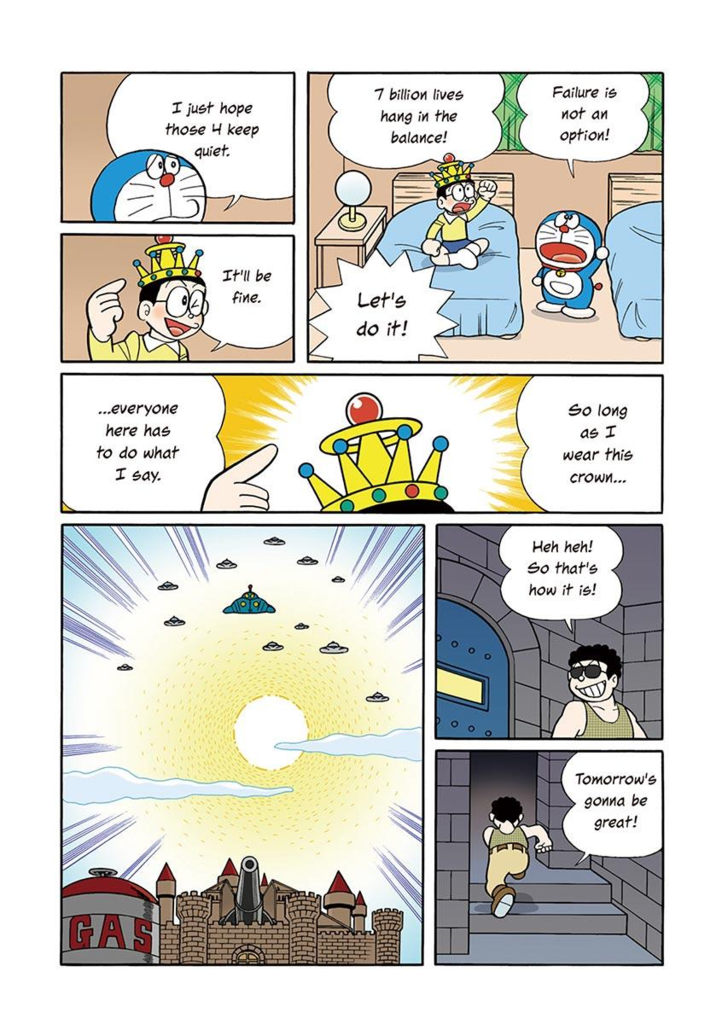 I just hope
those 4 keep
quiet.
It'll be
fine.
7 billion lives
hang in the
balance!
Failure is
not an
option!
Let's
do it!
So long
as I
wear this
crown...
...everyone
here has
to do what
I say.
GAS
Heh heh!
So that's
how it is!
Tomorrow's
gonna be
great!